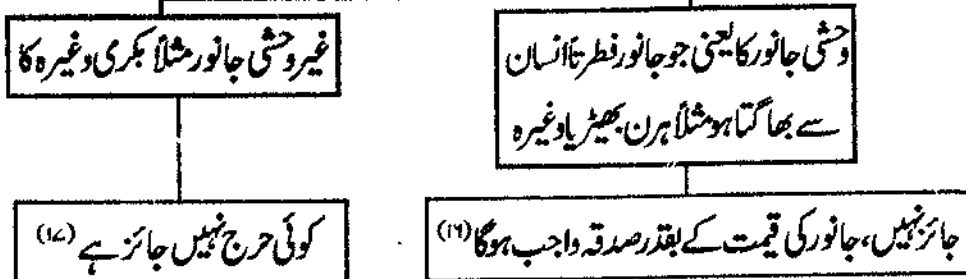 وحشی جانور کا یعنی جو جانور فطرتاً انسان
سے بھاگتا ہو مثلاً ہرن بھیڑیا وغیرہ
غیر وحشی جانور مثلاً بکری وغیرہ کا
جائز نہیں، جانور کی قیمت کے بقدر صدقہ واجب ہوگا (۱۶)
کوئی حرج نہیں جائز ہے (۱۷)